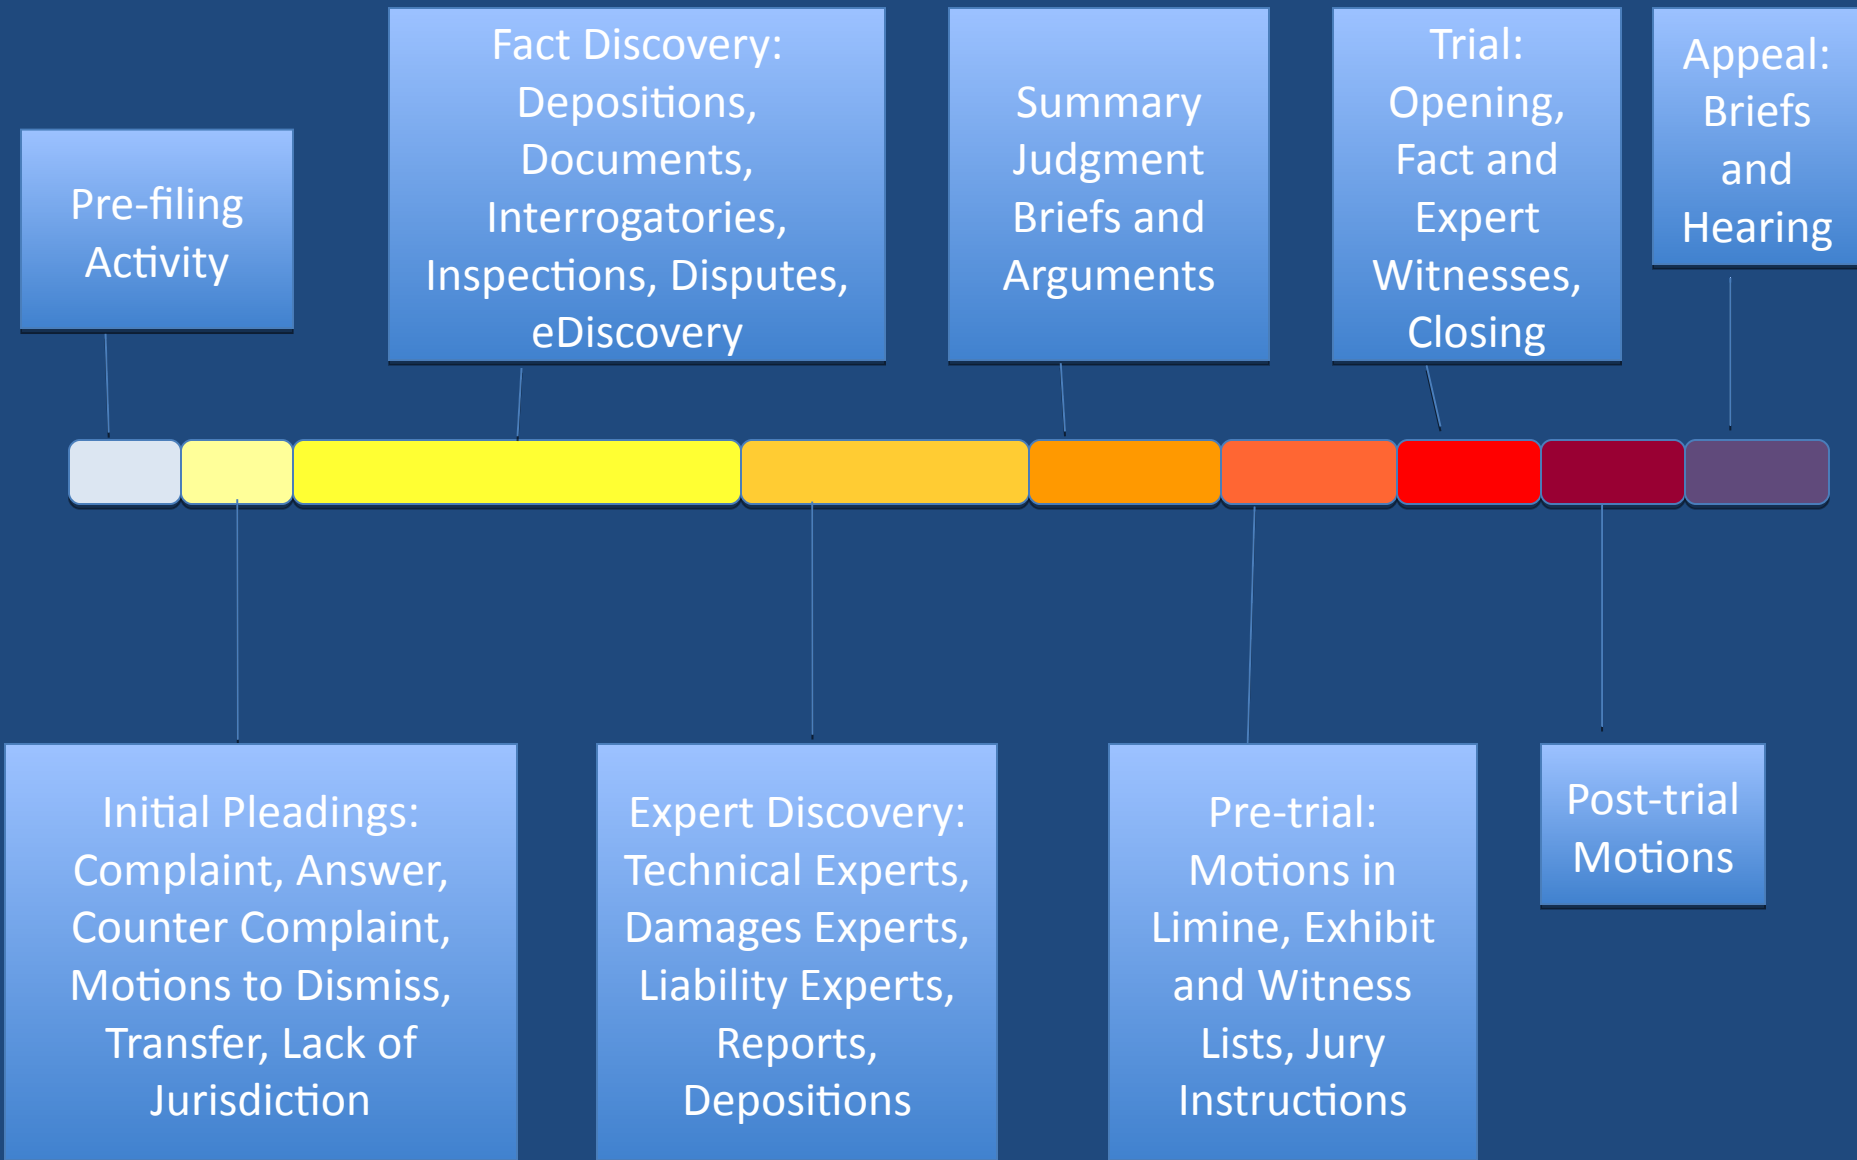 Pre-filing
Activity
Fact Discovery:
Depositions,
Documents,
Interrogatories,
Inspections, Disputes,
eDiscovery
Summary
Judgment
Briefs and
Arguments
Trial:
Opening,
Fact and
Expert
Witnesses,
Closing
Appeal:
Briefs
and
Hearing
Initial Pleadings:
Complaint, Answer,
Counter Complaint,
Motions to Dismiss,
Transfer, Lack of
Jurisdiction
Expert Discovery:
Technical Experts,
Damages Experts,
Liability Experts,
Reports,
Depositions
Pre-trial:
Motions in
Limine, Exhibit
and Witness
Lists, Jury
Instructions
Post-trial
Motions